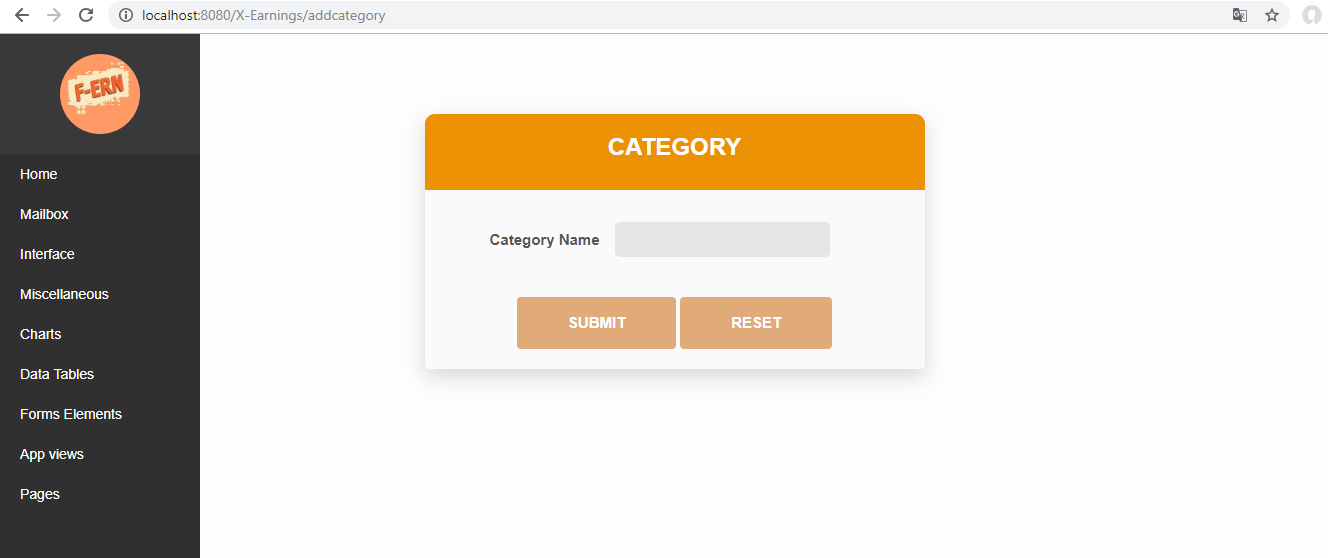 localhost:8080/X-Earnings/addcategory
F-ERN
Home
Mailbox
Interface
Miscellaneous
Charts
Data Tables
Forms Elements
App views
Pages
CATEGORY
Category Name
SUBMIT RESET